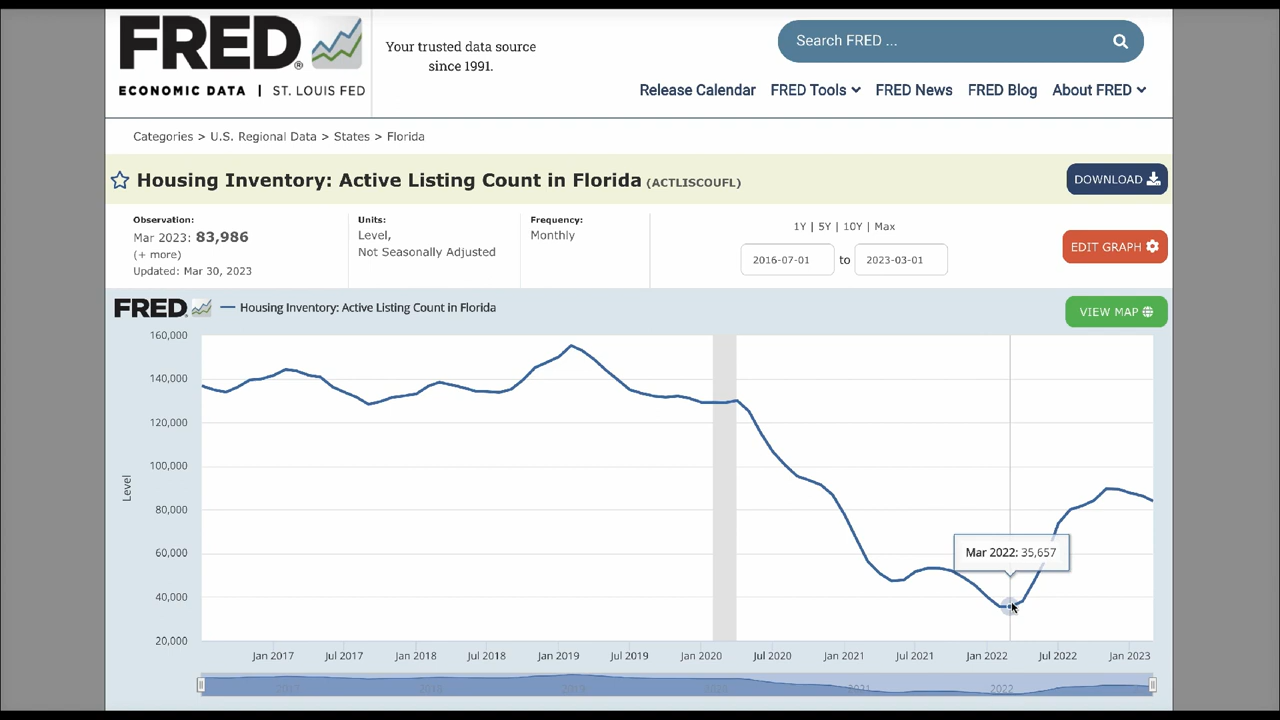 FRED®
ECONOMIC DATA | ST. LOUIS FED
Your trusted data source
since 1991.
Search FRED ...
Release Calendar FRED Tools FRED News FRED Blog About FRED
Categories > U.S. Regional Data > States > Florida
Housing Inventory: Active Listing Count in Florida (ACTLISCOUFL)
DOWNLOAD
Observation:
Mar 2023: 83,986
(+ more)
Updated: Mar 30, 2023
Units:
Level,
Not Seasonally Adjusted
Frequency:
Monthly
1Y | 5Y | 10Y | Max
2016-07-01 to 2023-03-01
EDIT GRAPH
FRED Housing Inventory: Active Listing Count in Florida
VIEW MAP
Level
160,000
140,000
120,000
100,000
80,000
60,000
40,000
20,000
Mar 2022: 35,657
Jan 2017 Jul 2017 Jan 2018 Jul 2018 Jan 2019 Jul 2019 Jan 2020 Jul 2020 Jan 2021 Jul 2021 Jan 2022 Jul 2022 Jan 2023
2017 2018 2019 2020 2021 2022